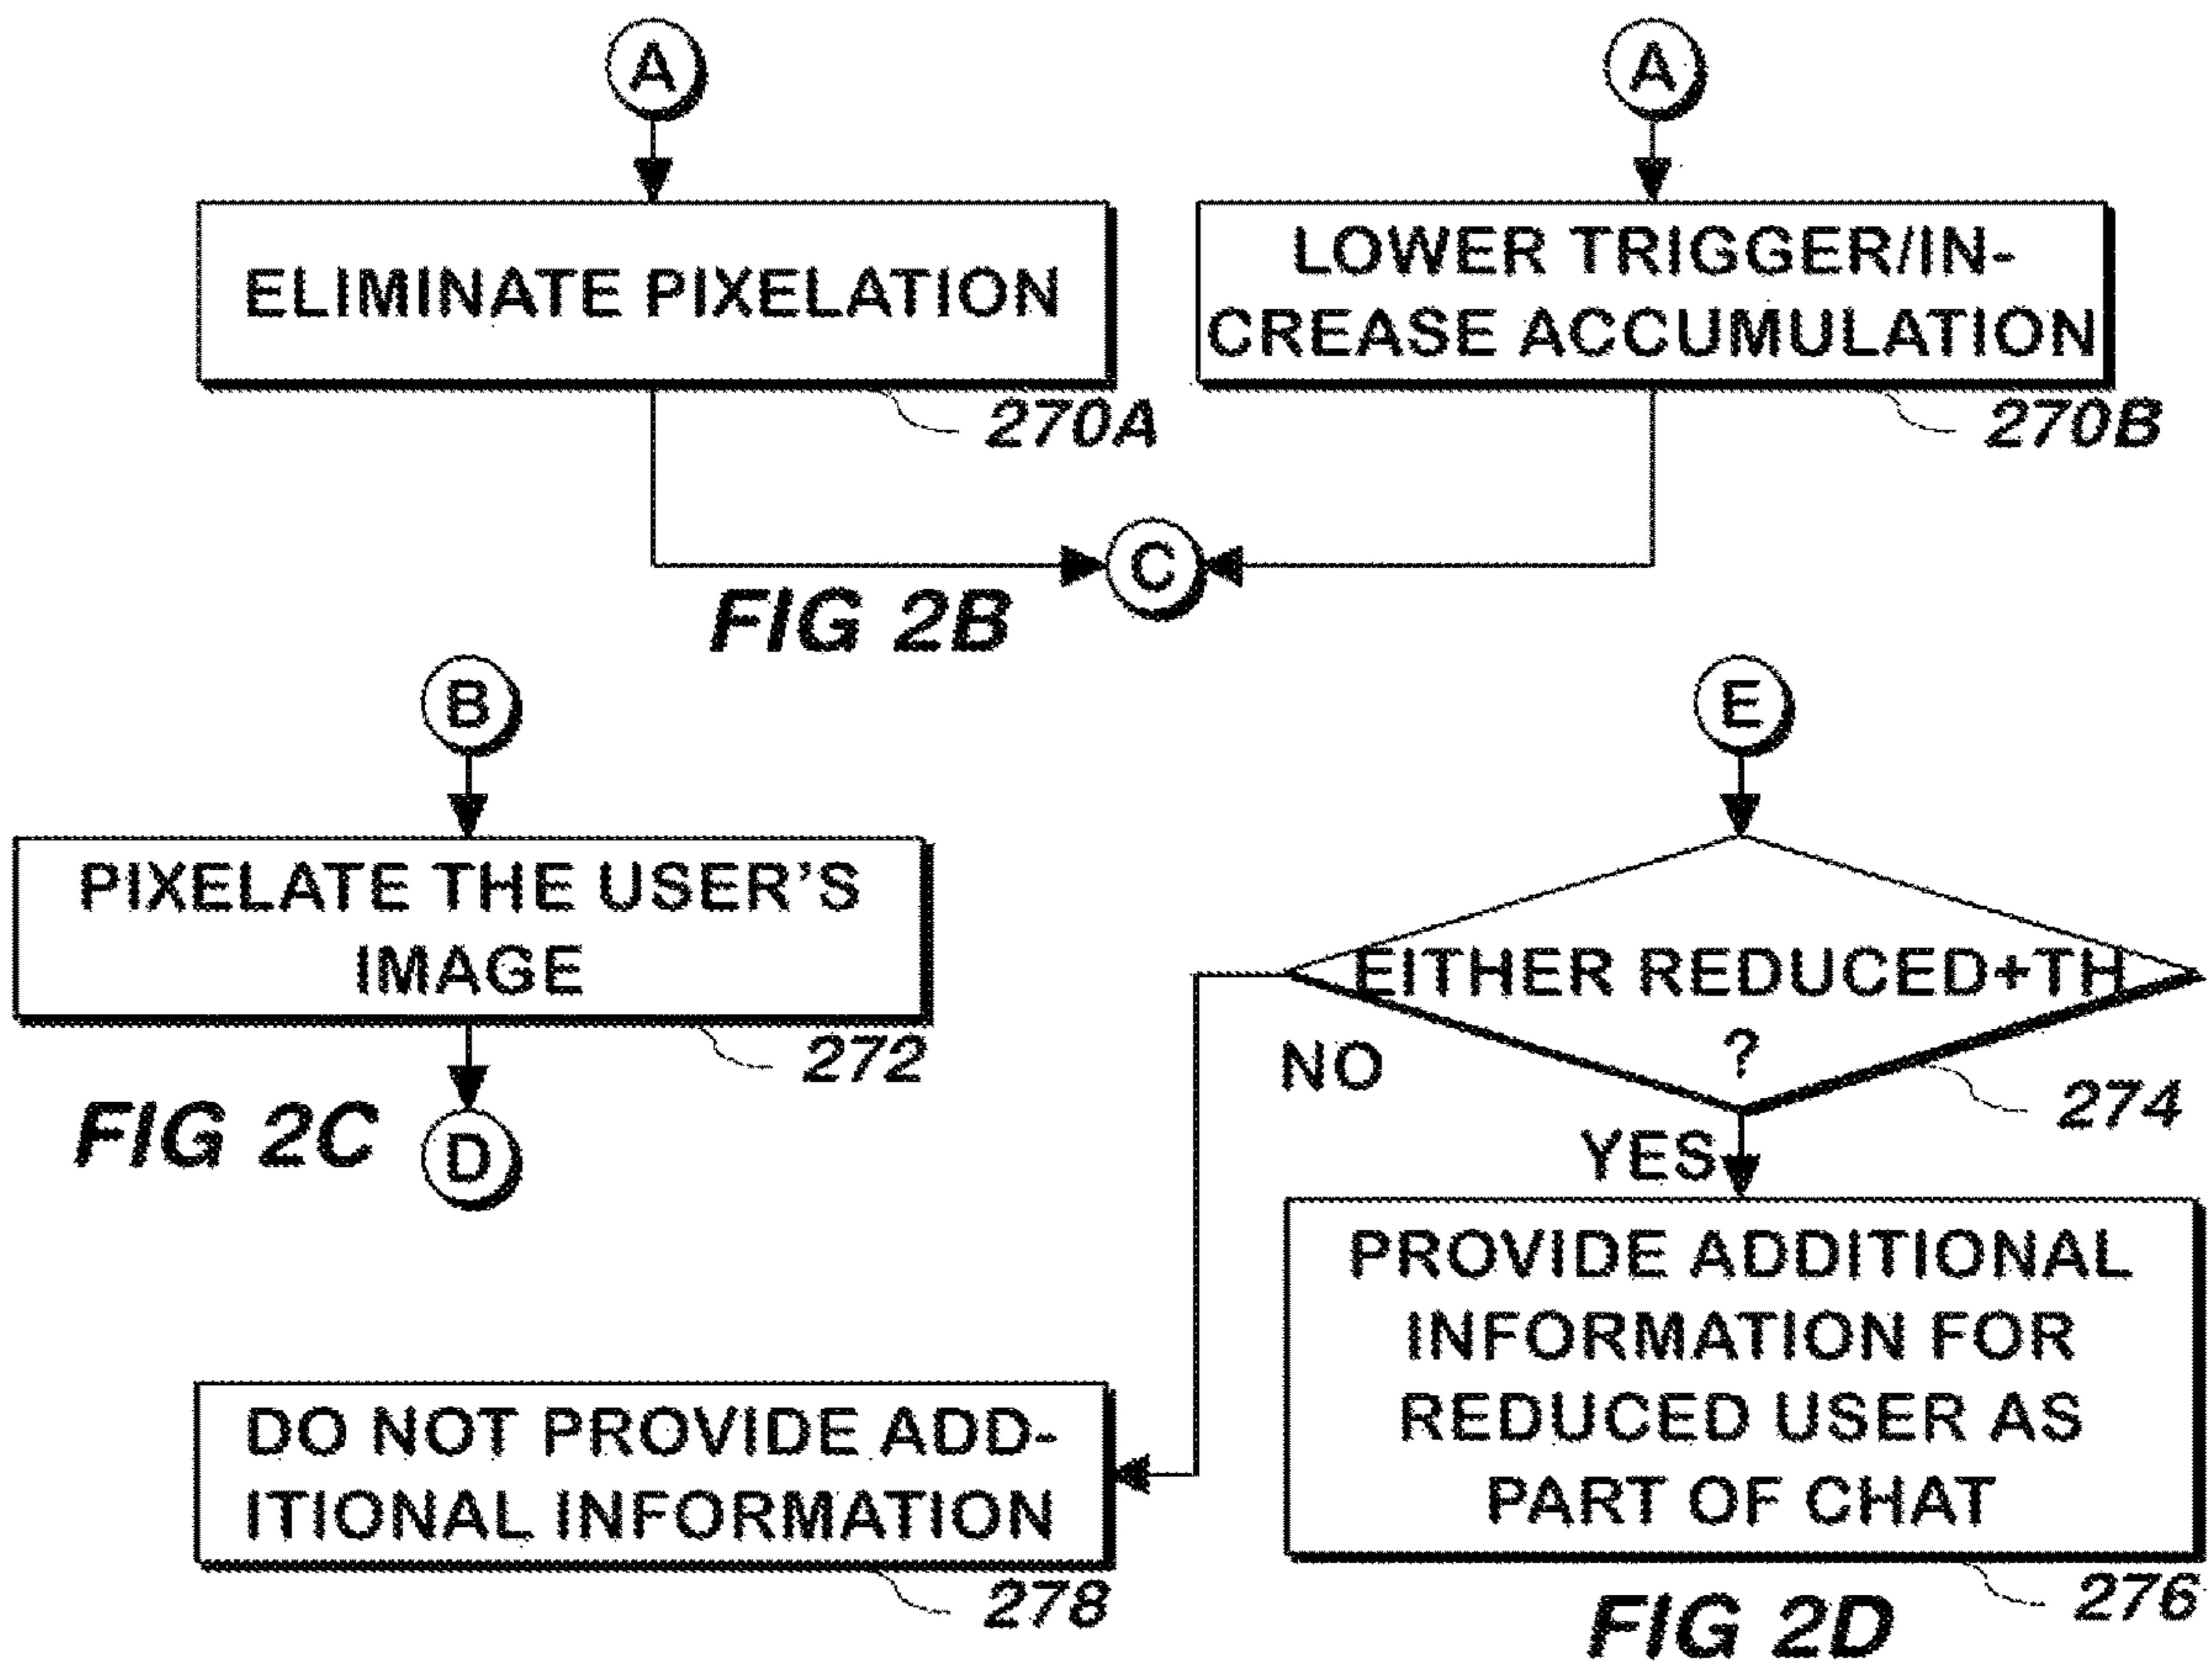 A
A
ELIMINATE PIXELATION
270A
LOWER TRIGGER/IN-
CREASE ACCUMULATION
270B
C
FIG 2B
B
PIXELATE THE USER'S
IMAGE
272
FIG 2C
D
E
EITHER REDUCED+TH
?
274
NO
YES
PROVIDE ADDITIONAL
INFORMATION FOR
REDUCED USER AS
PART OF CHAT
276
DO NOT PROVIDE ADD-
ITIONAL INFORMATION
278
FIG 2D